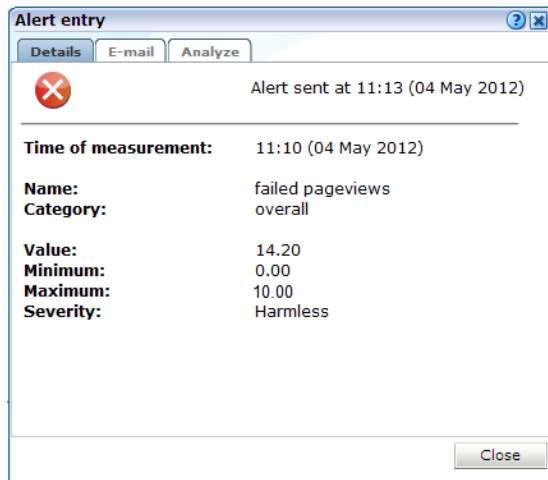 Alert entry
Details E-mail Analyze
Alert sent at 11:13 (04 May 2012)
Time of measurement: 11:10 (04 May 2012)
Name: failed pageviews
Category: overall
Value: 14.20
Minimum: 0.00
Maximum: 10.00
Severity: Harmless
Close